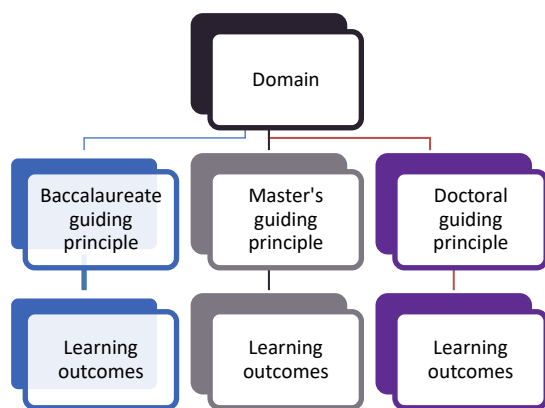 Domain
Baccalaureate
guiding
principle
Master's
guiding
principle
Doctoral
guiding
principle
Learning
outcomes
Learning
outcomes
Learning
outcomes